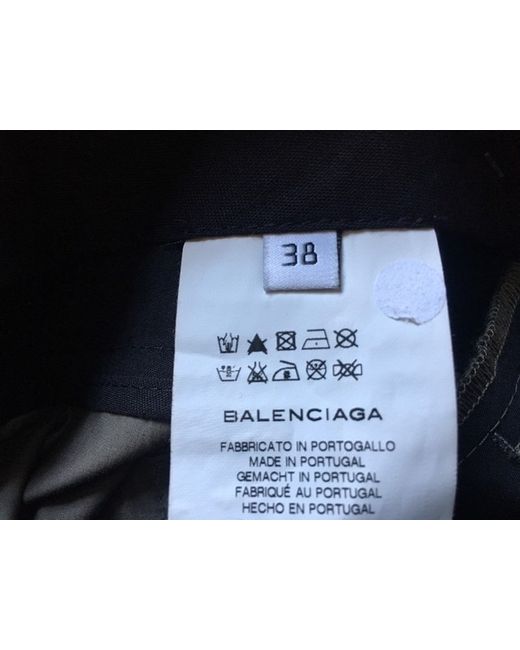 38
BALENCIAGA
FABBRICATO IN PORTOGALLO
MADE IN PORTUGAL
GEMACHT IN PORTUGAL
FABRIQUÉ AU PORTUGAL
HECHO EN PORTUGAL